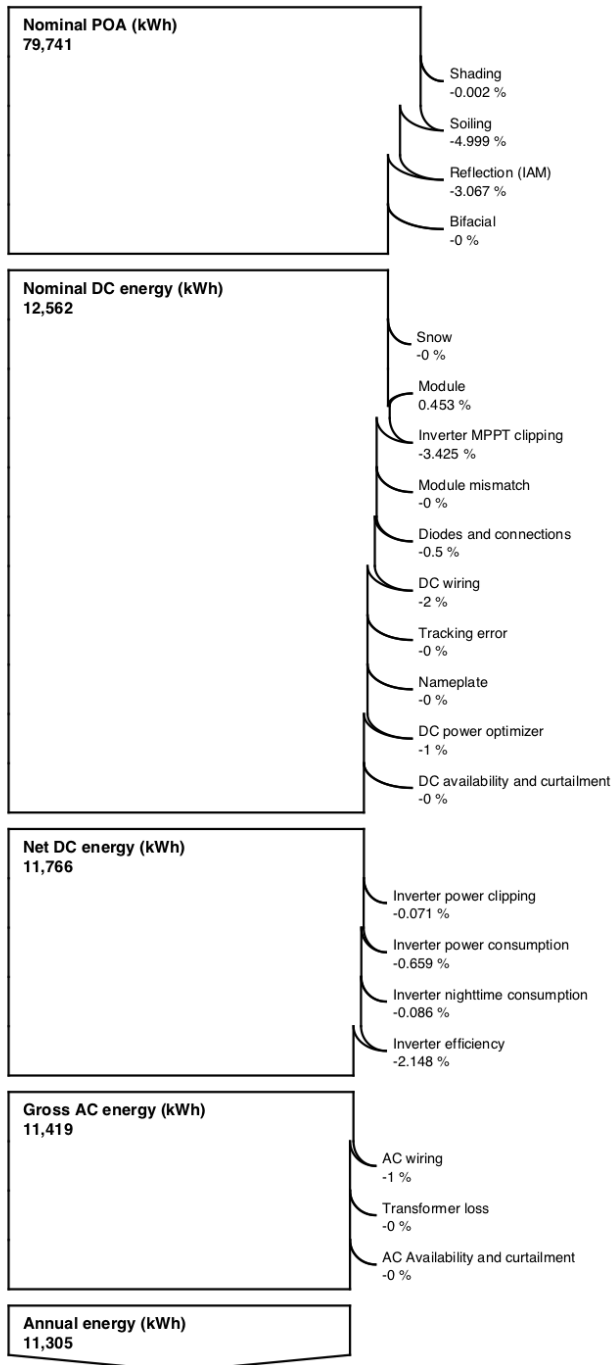 Nominal POA (kWh)
79,741
Shading
-0.002 %
Soiling
-4.999 %
Reflection (IAM)
-3.067 %
Bifacial
-0 %
Nominal DC energy (kWh)
12,562
Snow
-0 %
Module
0.453 %
Inverter MPPT clipping
-3.425 %
Module mismatch
-0 %
Diodes and connections
-0.5 %
DC wiring
-2 %
Tracking error
-0 %
Nameplate
-0 %
DC power optimizer
-1 %
DC availability and curtailment
-0 %
Net DC energy (kWh)
11,766
Inverter power clipping
-0.071 %
Inverter power consumption
-0.659 %
Inverter nighttime consumption
-0.086 %
Inverter efficiency
-2.148 %
Gross AC energy (kWh)
11,419
AC wiring
-1 %
Transformer loss
-0 %
AC Availability and curtailment
-0 %
Annual energy (kWh)
11,305